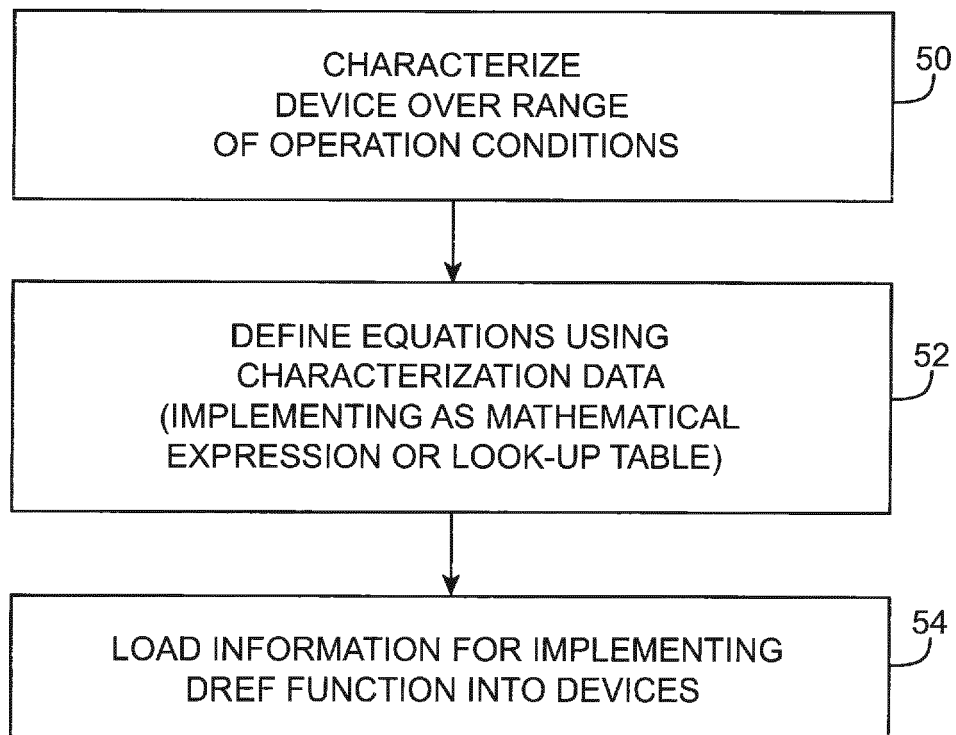 CHARACTERIZE
DEVICE OVER RANGE
OF OPERATION CONDITIONS
50
DEFINE EQUATIONS USING
CHARACTERIZATION DATA
(IMPLEMENTING AS MATHEMATICAL
EXPRESSION OR LOOK-UP TABLE)
52
LOAD INFORMATION FOR IMPLEMENTING
DREF FUNCTION INTO DEVICES
54